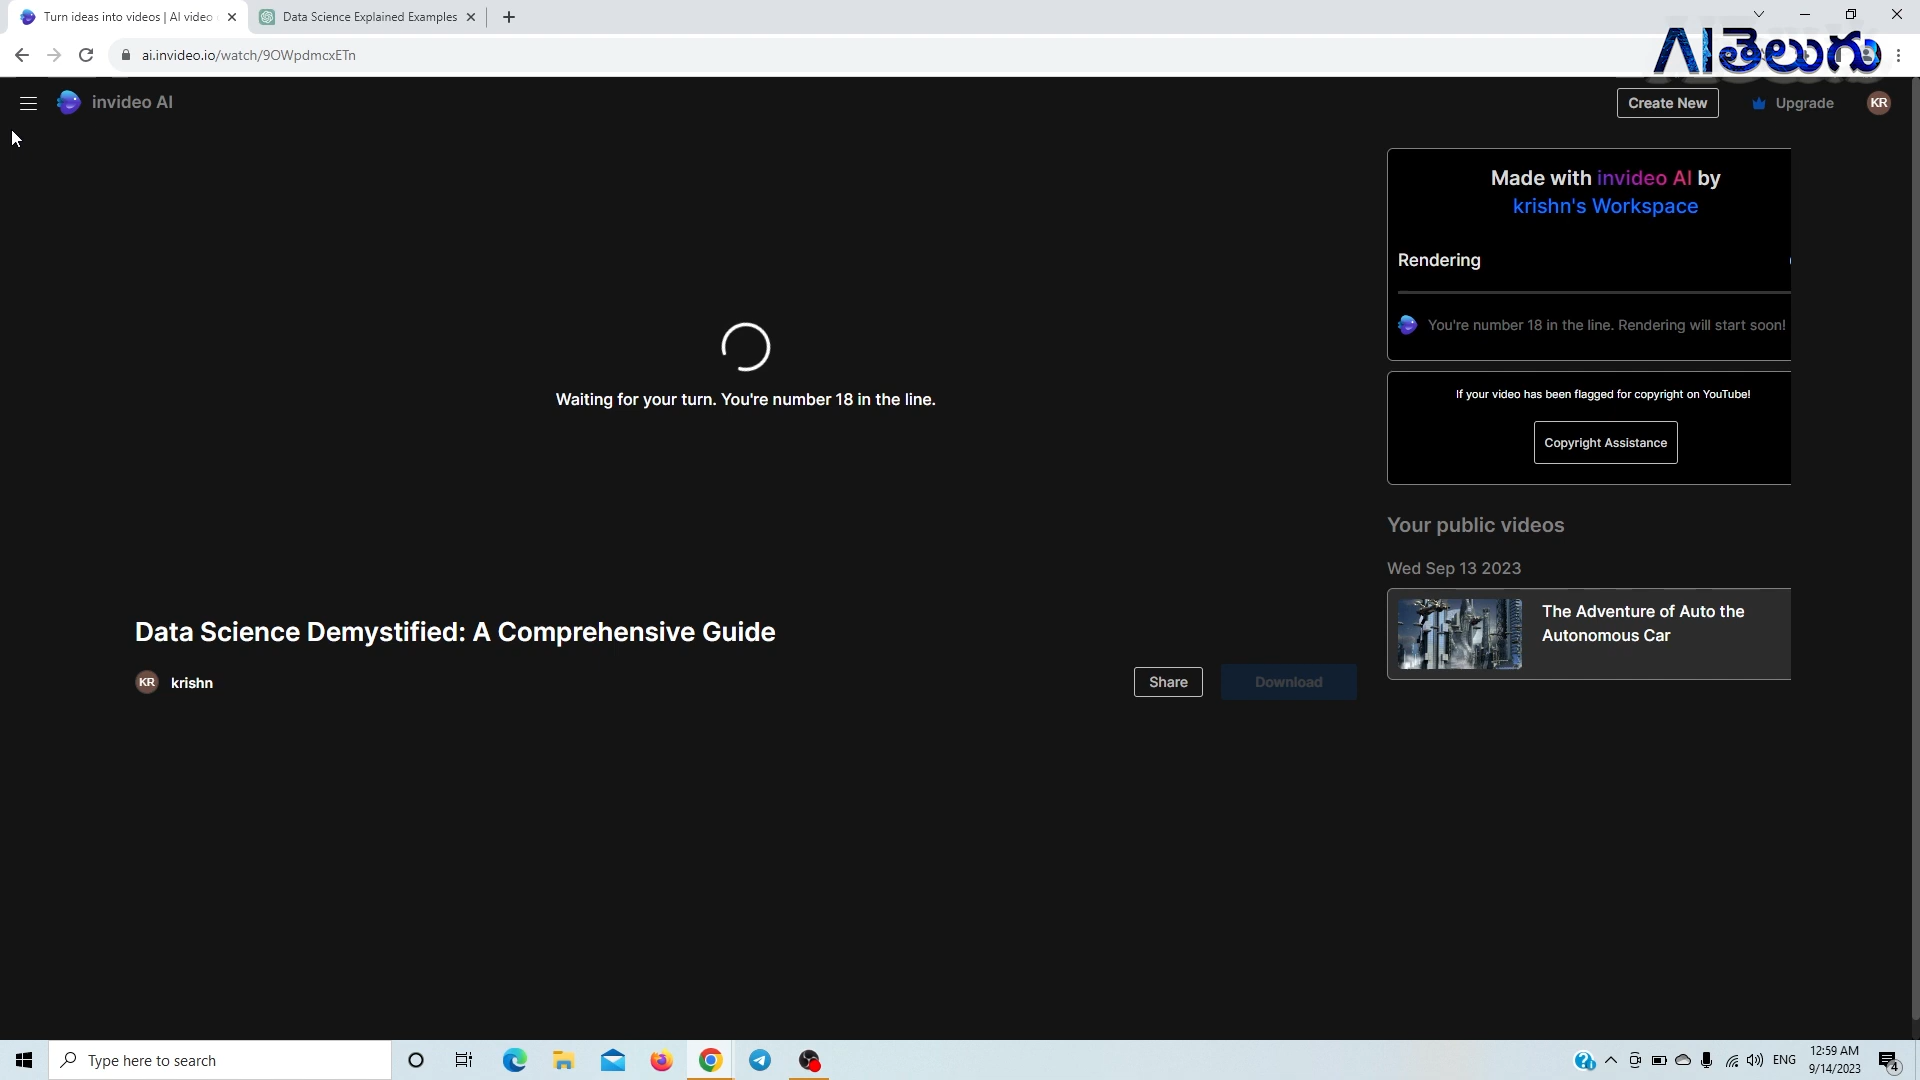 Turn ideas into videos | AI video
Data Science Explained Examples
ai.invideo.io/watch/9OWpdmcxETn
AIతెలుగు
invideo AI
Create New
Upgrade
KR
Made with invideo AI by
krishn's Workspace
Rendering
You're number 18 in the line. Rendering will start soon!
Waiting for your turn. You're number 18 in the line.
If your video has been flagged for copyright on YouTube!
Copyright Assistance
Your public videos
Wed Sep 13 2023
The Adventure of Auto the
Autonomous Car
Data Science Demystified: A Comprehensive Guide
KR
krishn
Share
Download
Type here to search
ENG
12:59 AM
9/14/2023
4